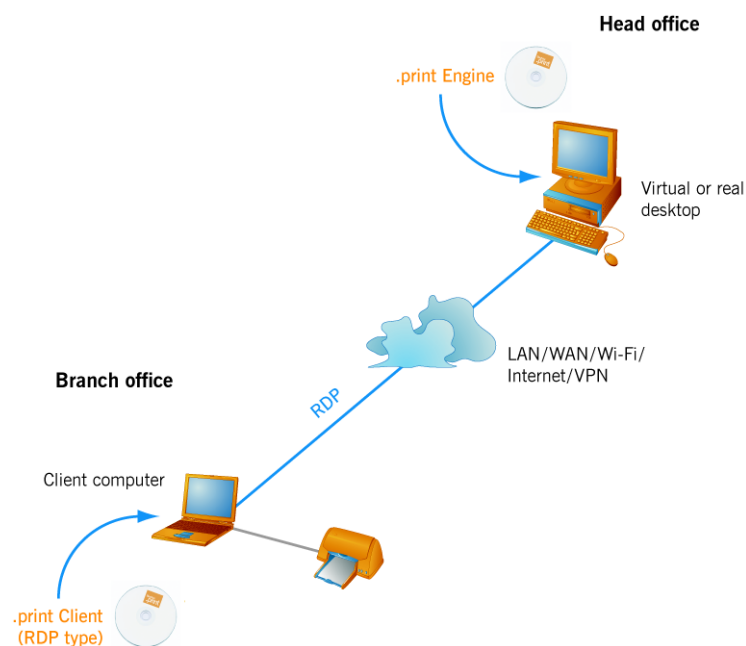 Head office
.print Engine
Virtual or real
desktop
LAN/WAN/Wi-Fi/
Internet/VPN
RDP
Branch office
Client computer
.print Client
(RDP type)